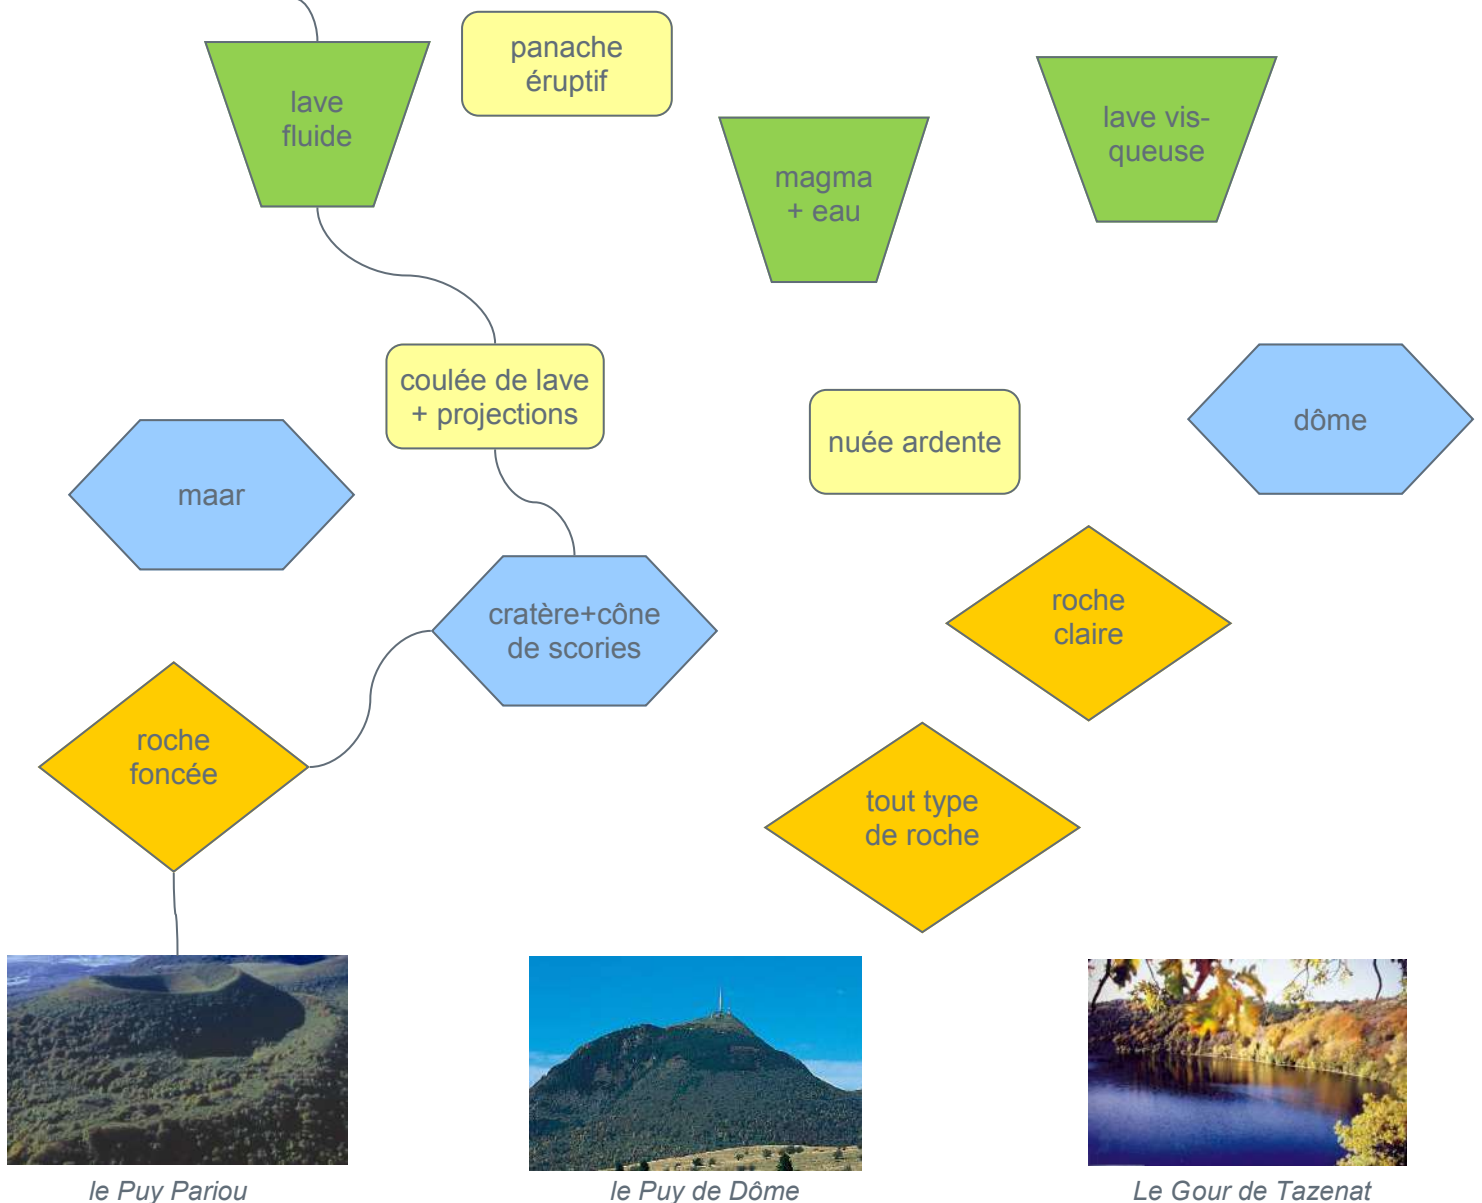 panache
éruptif
lave
fluide
lave vis-
queuse
magma
+ eau
coulée de lave
+ projections
dôme
nuée ardente
maar
cratère+cône
de scories
roche
claire
roche
foncée
tout type
de roche
le Puy Pariou
le Puy de Dôme
Le Gour de Tazenat